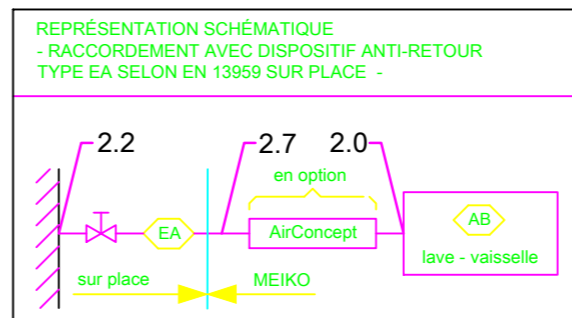 REPRÉSENTATION SCHÉMATIQUE
- RACCORDEMENT AVEC DISPOSITIF ANTI-RETOUR
TYPE EA SELON EN 13959 SUR PLACE -
2.2
2.7
2.0
en option
EA
AirConcept
AB
lave - vaisselle
sur place
MEIKO